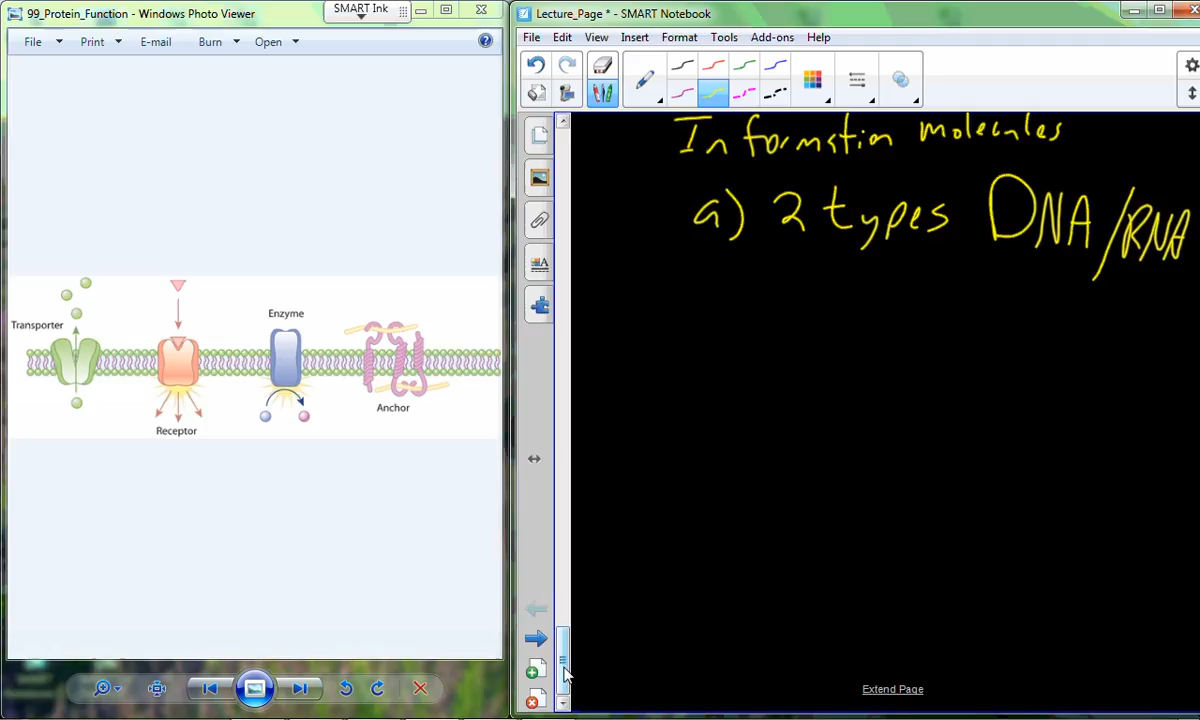 99_Protein_Function - Windows Photo Viewer
SMART Ink
File Print E-mail Burn Open
Transporter
Receptor
Enzyme
Anchor
Lecture_Page * - SMART Notebook
File Edit View Insert Format Tools Add-ons Help
Information molecules
a) 2 types DNA/RNA
Extend Page